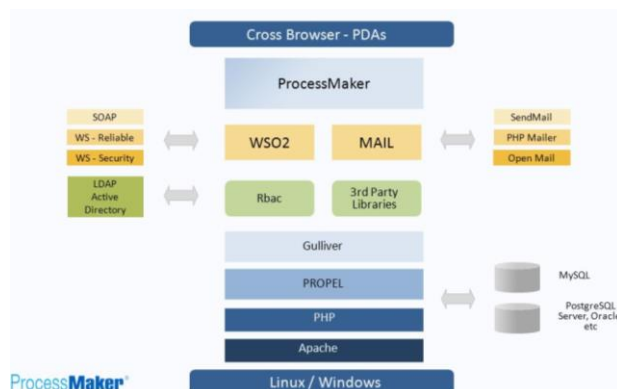 Cross Browser - PDAs
ProcessMaker
SOAP
WS - Reliable
WS - Security
WSO2
MAIL
SendMail
PHP Mailer
Open Mail
LDAP
Active
Directory
Rbac
3rd Party
Libraries
Gulliver
PROPEL
PHP
Apache
MySQL
PostgreSQL
Server, Oracle
etc
ProcessMaker
Linux / Windows